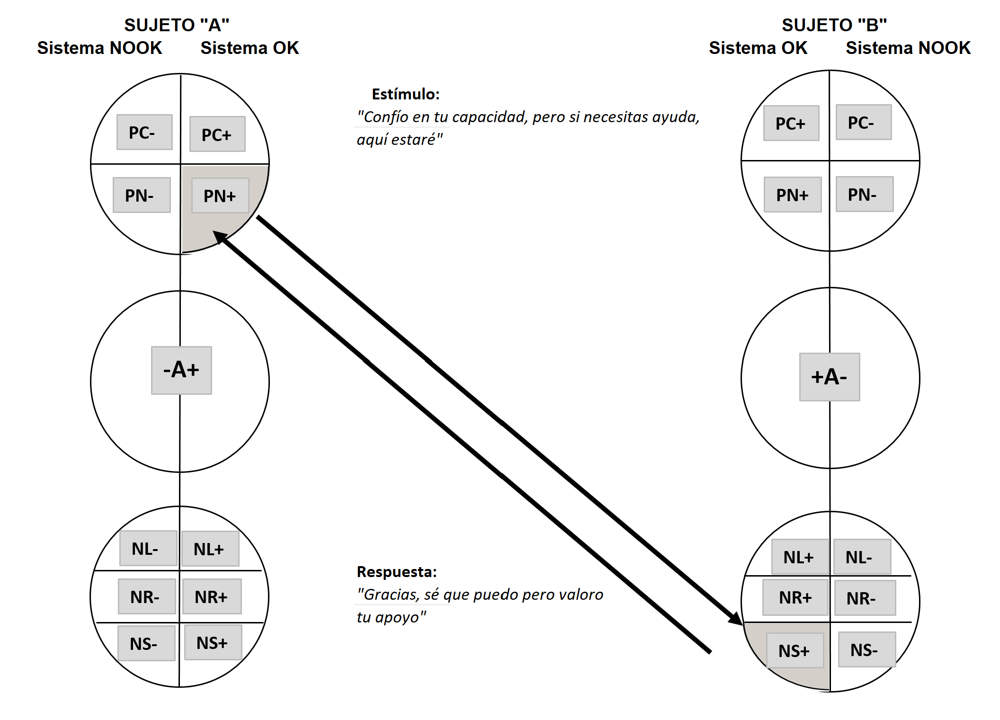 SUJETO "A"
Sistema NOOK Sistema OK
SUJETO "B"
Sistema OK Sistema NOOK
Estímulo:
"Confío en tu capacidad, pero si necesitas ayuda,
aquí estaré"
PC- PC+
PN- PN+
PC+ PC-
PN+ PN-
-A+
+A-
NL- NL+
NR- NR+
NS- NS+
Respuesta:
"Gracias, sé que puedo pero valoro
tu apoyo"
NL+ NL-
NR+ NR-
NS+ NS-